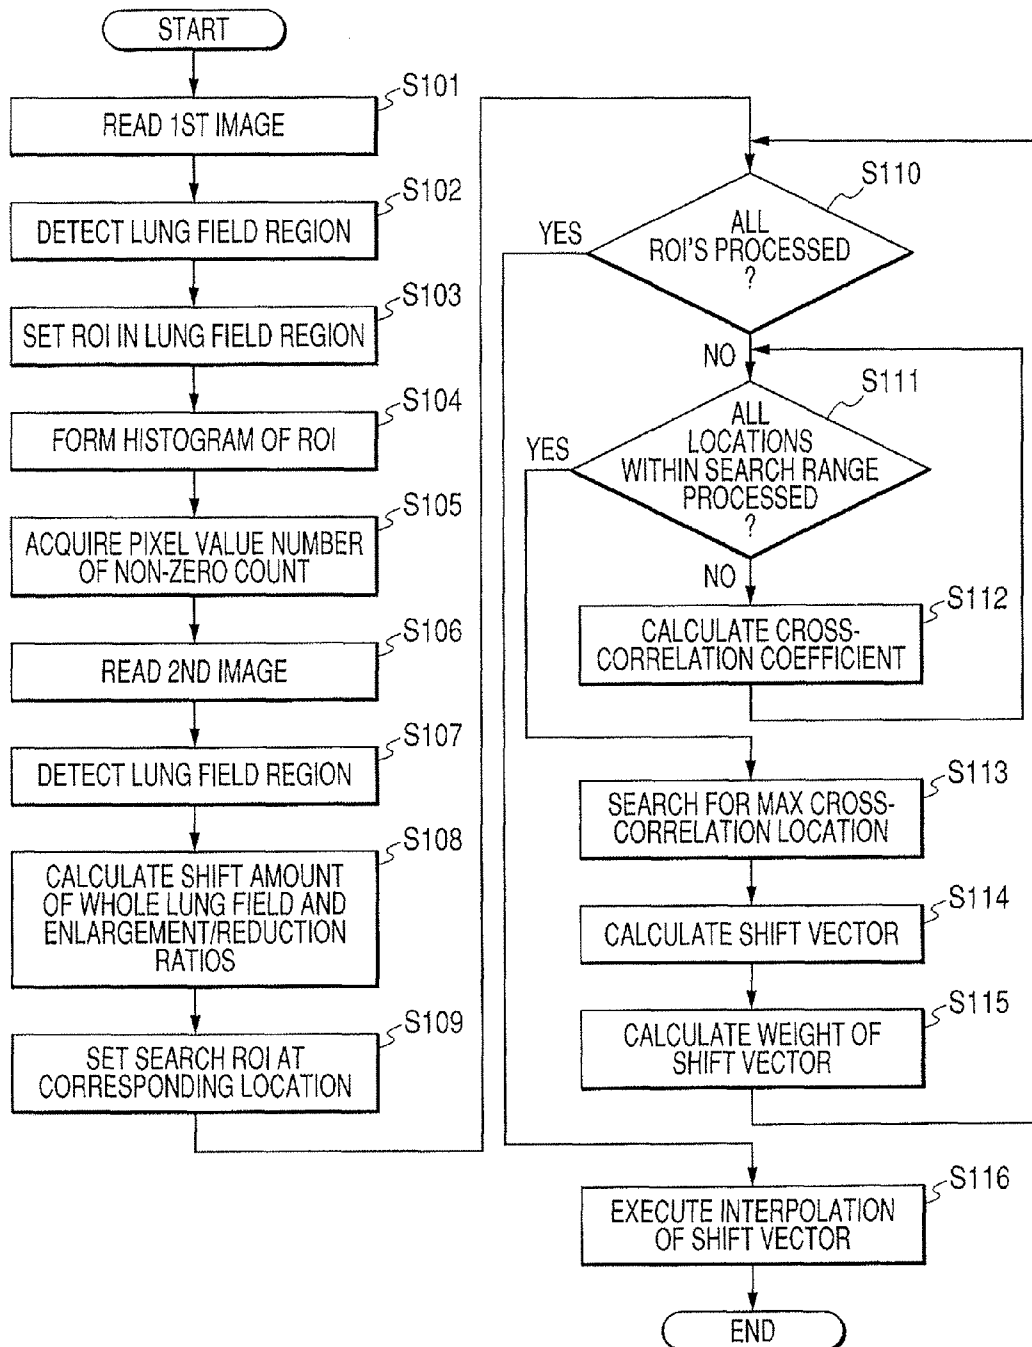 START
S101
READ 1ST IMAGE
S102
DETECT LUNG FIELD REGION
S103
SET ROI IN LUNG FIELD REGION
S104
FORM HISTOGRAM OF ROI
S105
ACQUIRE PIXEL VALUE NUMBER
OF NON-ZERO COUNT
S106
READ 2ND IMAGE
S107
DETECT LUNG FIELD REGION
S108
CALCULATE SHIFT AMOUNT
OF WHOLE LUNG FIELD AND
ENLARGEMENT/REDUCTION
RATIOS
S109
SET SEARCH ROI AT
CORRESPONDING LOCATION
S110
ALL
ROI'S PROCESSED
?
YES
NO
S111
ALL
LOCATIONS
WITHIN SEARCH RANGE
PROCESSED
?
YES
NO
S112
CALCULATE CROSS-
CORRELATION COEFFICIENT
S113
SEARCH FOR MAX CROSS-
CORRELATION LOCATION
S114
CALCULATE SHIFT VECTOR
S115
CALCULATE WEIGHT OF
SHIFT VECTOR
S116
EXECUTE INTERPOLATION
OF SHIFT VECTOR
END